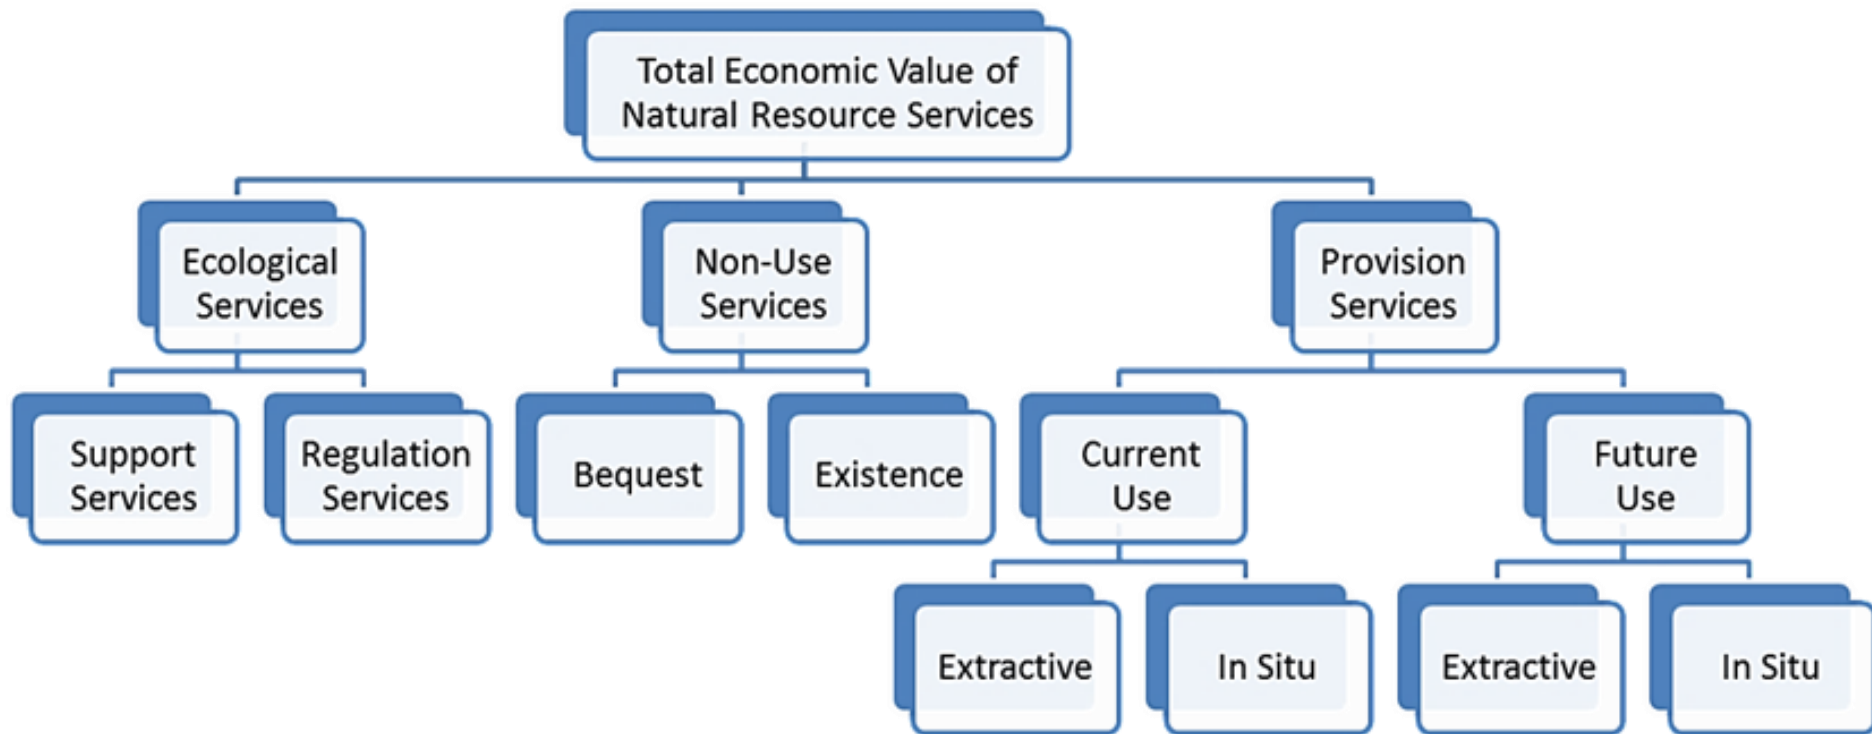 Total Economic Value of
Natural Resource Services
Ecological
Services
Non-Use
Services
Provision
Services
Support
Services
Regulation
Services
Bequest
Existence
Current
Use
Future
Use
Extractive
In Situ
Extractive
In Situ